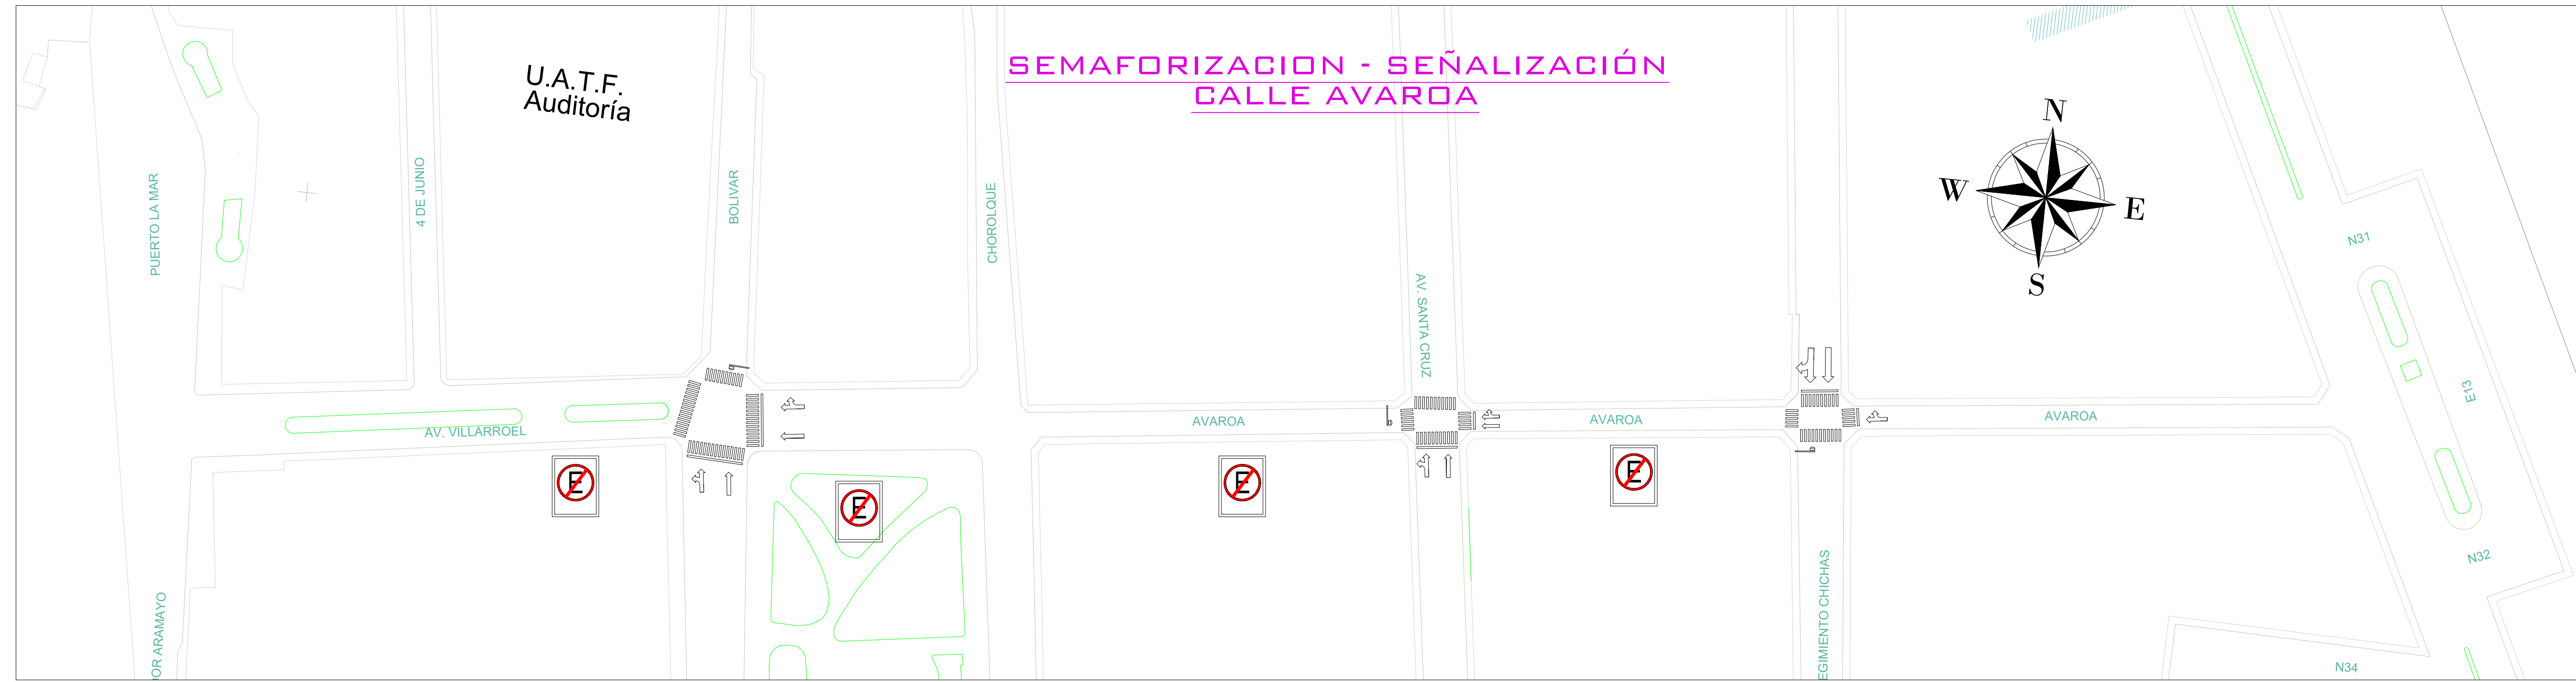 SEMAFORIZACION - SEÑALIZACIÓN
CALLE AVAROA
U.A.T.F.
Auditoría
N
W
E
S
PUERTO LA MAR
4 DE JUNIO
BOLIVAR
CHOROLQUE
AV. SANTA CRUZ
N31
E13
AV. VILLARROEL
AVAROA
AVAROA
AVAROA
E
E
E
E
N32
OR ARAMAYO
EGIMIENTO CHICHAS
N34